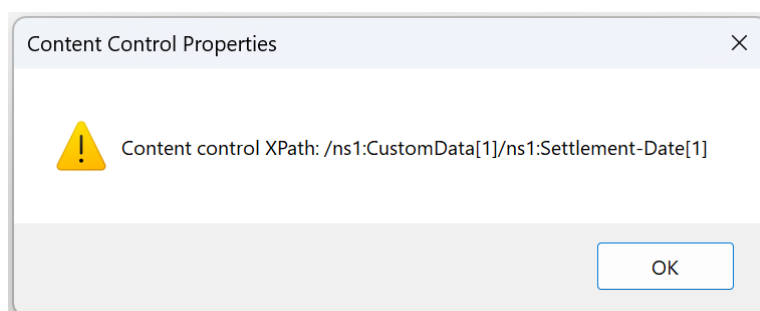 Content Control Properties
Content control XPath: /ns1:CustomData[1]/ns1:Settlement-Date[1]
OK